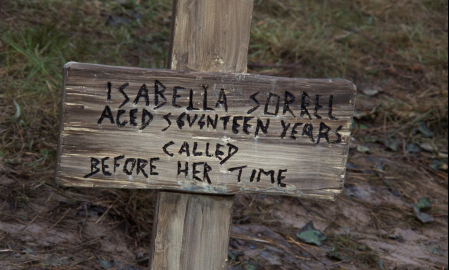 ISABELLA SORREL
AGED SEVENTEEN YEARS
CALLED
BEFORE HER TIME